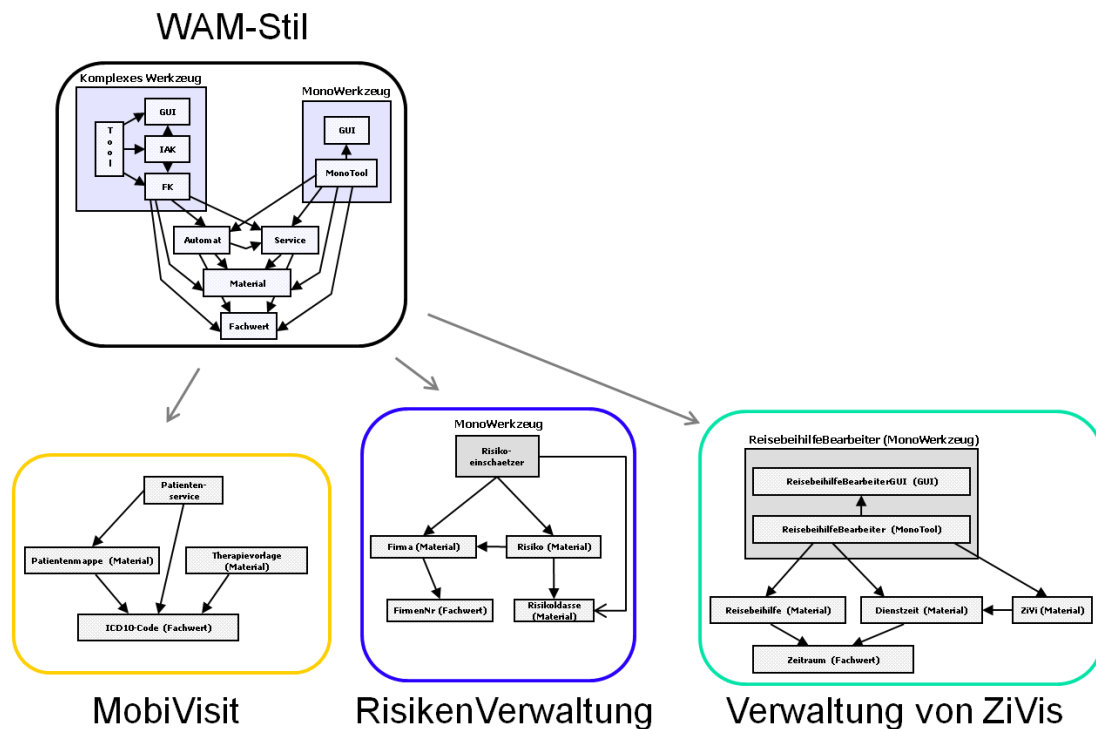 WAM-Stil
Komplexes Werkzeug
MonoWerkzeug
GUI
Tool
IAK
FK
GUI
MonoTool
Automat
Service
Material
Fachwert
MonoWerkzeug
Risiko-
einschaetzer
Firma (Material)
Risiko (Material)
FirmenNr (Fachwert)
Risikoklasse
(Material)
ReisebeihilfeBearbeiter (MonoWerkzeug)
ReisebeihilfeBearbeiterGUI (GUI)
ReisebeihilfeBearbeiter (MonoTool)
Reisebeihilfe (Material)
Dienstzeit (Material)
ZiVi (Material)
Zeitraum (Fachwert)
Patienten-
service
Patientenmappe (Material)
Therapievorlage
(Material)
ICD10-Code (Fachwert)
MobiVisit
RisikenVerwaltung
Verwaltung von ZiVis